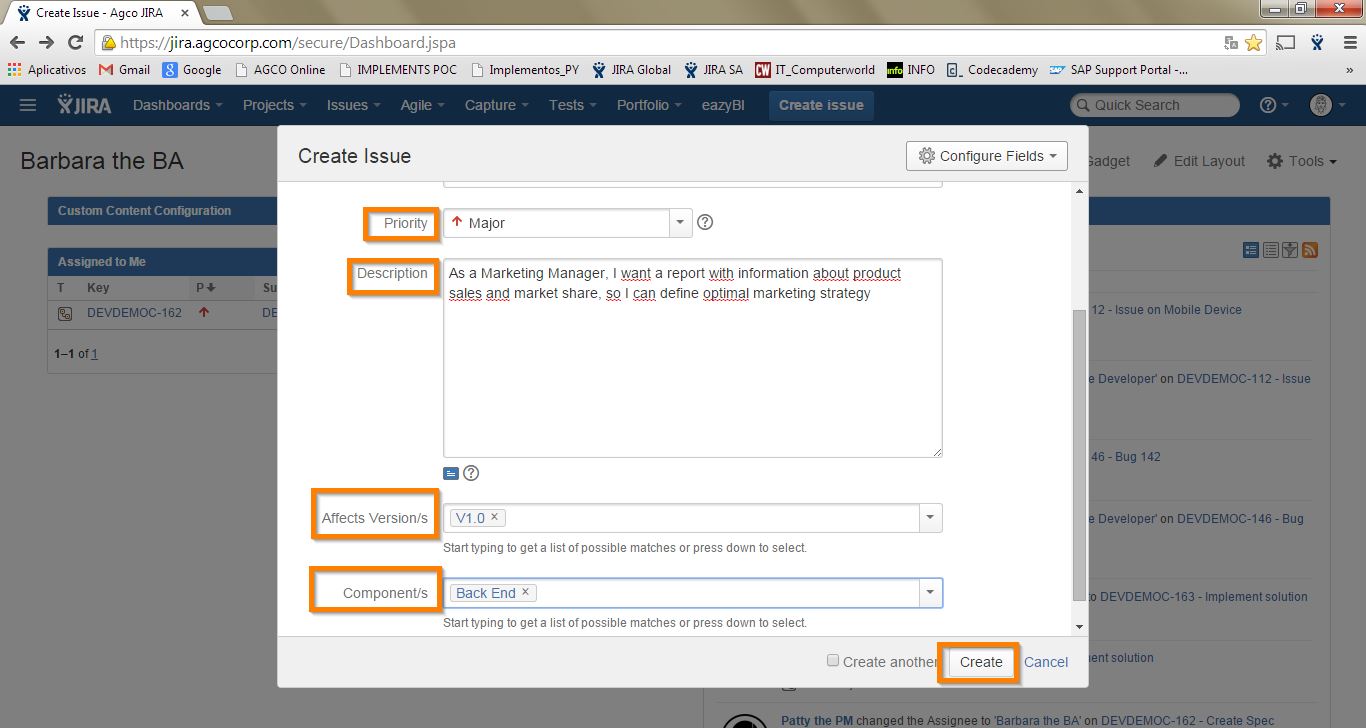 Create Issue - Agco JIRA
https://jira.agcocorp.com/secure/Dashboard.jspa
Aplicativos Gmail Google AGCO Online IMPLEMENTS POC Implementos_PY JIRA Global JIRA SA IT_Computerworld INFO Codecademy SAP Support Portal -... »
JIRA Dashboards Projects Issues Agile Capture Tests Portfolio eazyBI Create issue Quick Search
Barbara the BA
Gadget Edit Layout Tools
Create Issue
Configure Fields
Custom Content Configuration
Assigned to Me
T Key P Su
DEVDEMOC-162 DE
1–1 of 1
Priority Major
Description
As a Marketing Manager, I want a report with information about product
sales and market share, so I can define optimal marketing strategy
Affects Version/s V1.0 ×
Start typing to get a list of possible matches or press down to select.
Component/s Back End ×
Start typing to get a list of possible matches or press down to select.
Create another Create Cancel
12 - Issue on Mobile Device
e Developer' on DEVDEMOC-112 - Issue
46 - Bug 142
e Developer' on DEVDEMOC-146 - Bug
to DEVDEMOC-163 - Implement solution
ent solution
Patty the PM changed the Assignee to 'Barbara the BA' on DEVDEMOC-162 - Create Spec